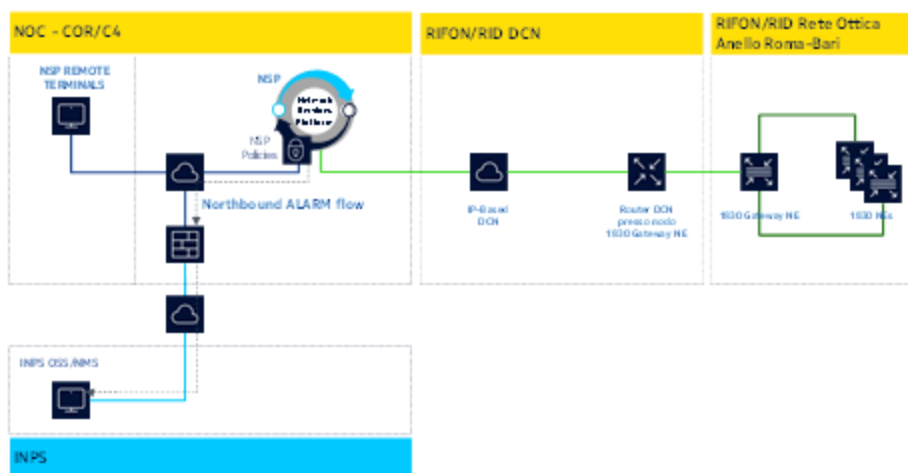 NOC - COR/C4
RIFON/RID DCN
RIFON/RID Rete Ottica
Anello Roma-Bari
NSP REMOTE
TERMINALS
NSP
Network
Services
Platform
NSP
Policies
Northbound ALARM flow
IP-Based
DCN
Router DCN
presso nodo
1830 Gateway NE
1830 Gateway NE
1830 NEs
INPS OSS/NMS
INPS